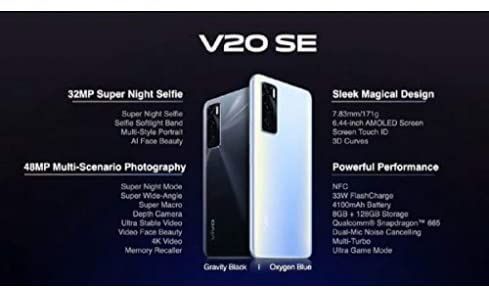 V20 SE
32MP Super Night Selfie
Super Night Selfie
Selfie Softlight Band
Multi-Style Portrait
AI Face Beauty
48MP Multi-Scenario Photography
Super Night Mode
Super Wide-Angle
Super Macro
Depth Camera
Ultra Stable Video
Video Face Beauty
4K Video
Memory Recaller
Sleek Magical Design
7.83mm/171g
6.44-inch AMOLED Screen
Screen Touch ID
3D Curves
Powerful Performance
NFC
33W FlashCharge
4100mAh Battery
8GB + 128GB Storage
Qualcomm® Snapdragon™ 665
Dual-Mic Noise Cancelling
Multi-Turbo
Ultra Game Mode
vivo
Gravity Black | Oxygen Blue